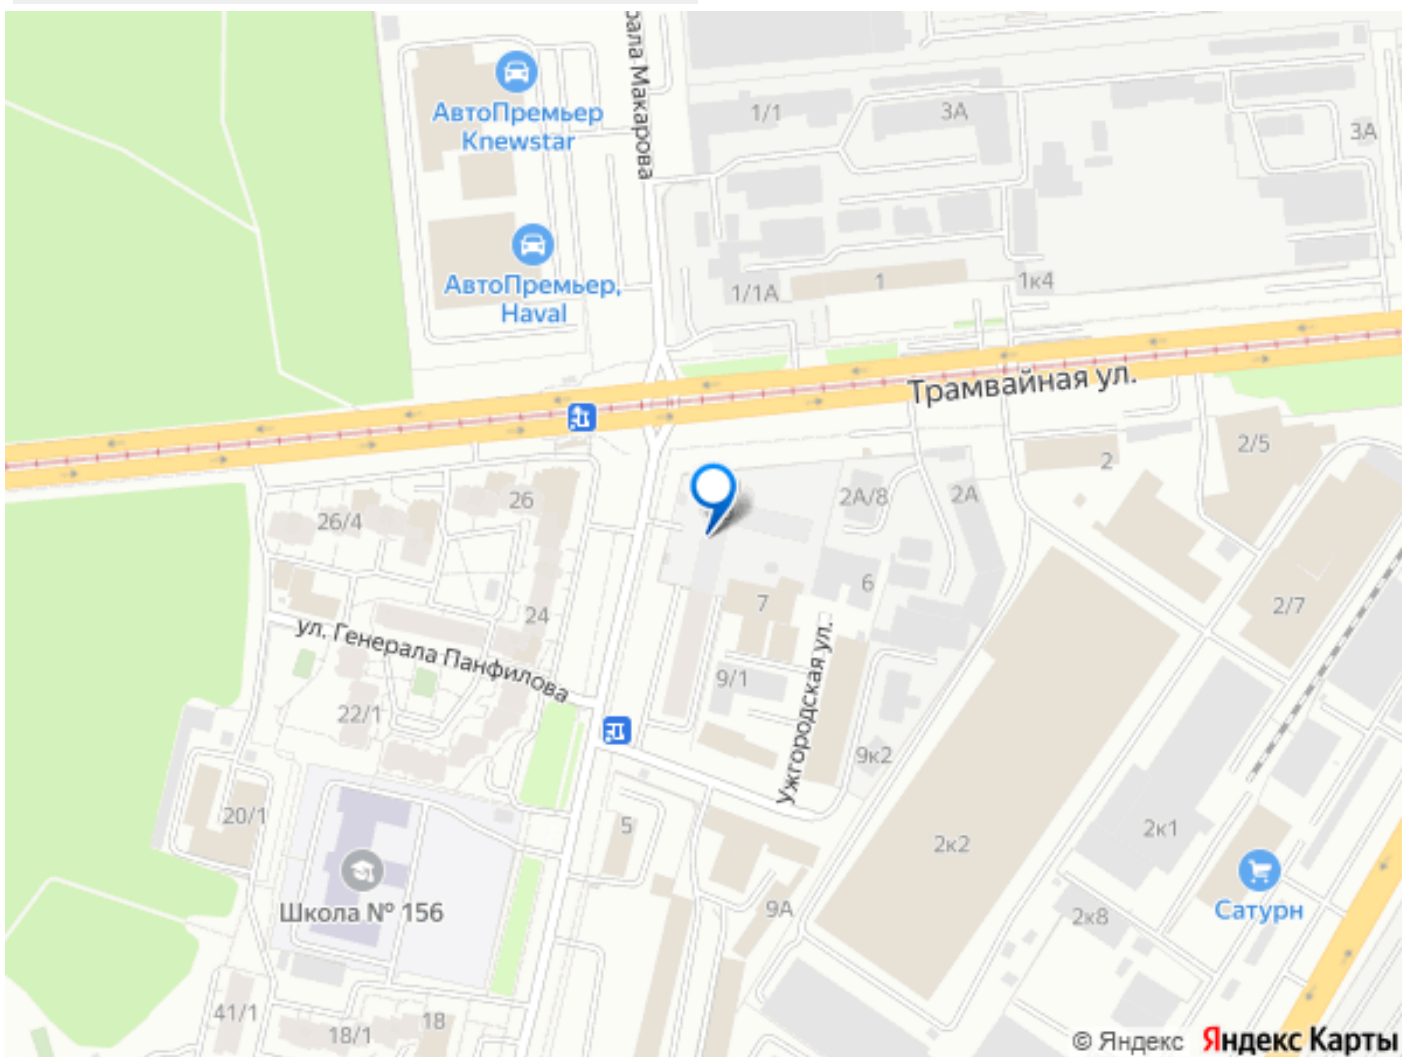 рала Макарова
АвтоПремьер
Knewstar
1/1
3А
3А
АвтоПремьер,
Haval
1/1А
1
1к4
Трамвайная ул.
26/4
26
2А/8
2А
2
2/5
24
7
6
2/7
ул. Генерала Панфилова
9/1
Ужгородская ул.
22/1
9к2
20/1
5
2к2
2к1
Школа № 156
9А
2к8
Сатурн
41/1
18/1
18
© Яндекс Яндекс Карты